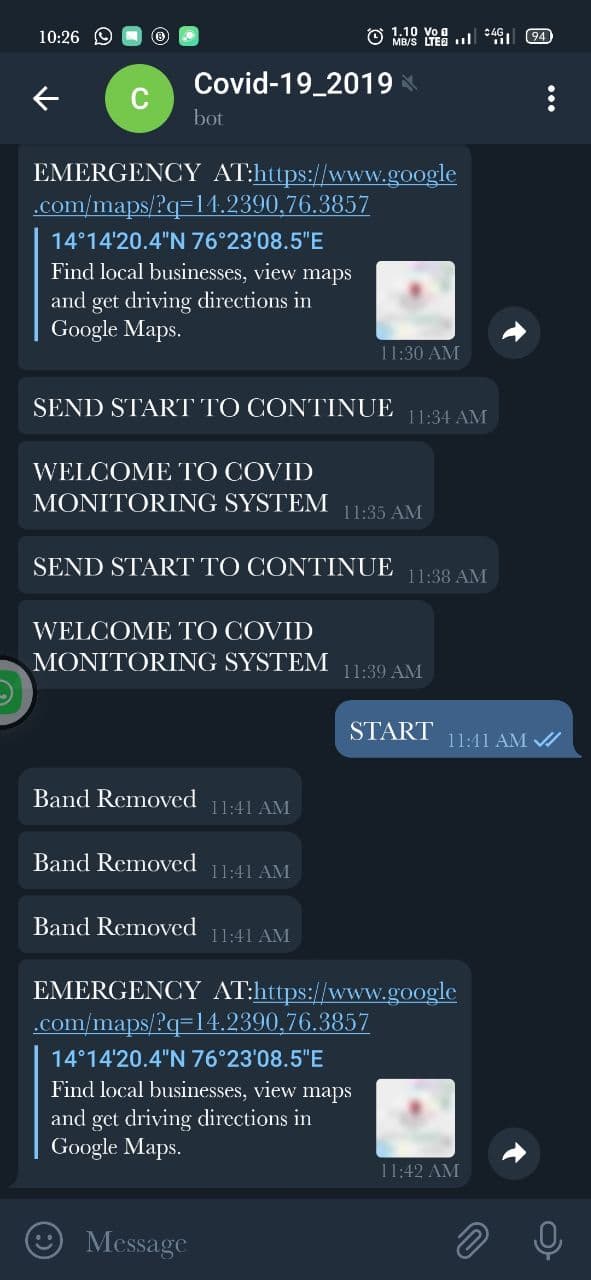 10:26
1.10 MB/S
Vo LTE2
4G
94
Covid-19_2019
bot
C
EMERGENCY AT:https://www.google
.com/maps/?q=14.2390,76.3857
14°14'20.4"N 76°23'08.5"E
Find local businesses, view maps
and get driving directions in
Google Maps.
11:30 AM
SEND START TO CONTINUE 11:34 AM
WELCOME TO COVID
MONITORING SYSTEM 11:35 AM
SEND START TO CONTINUE 11:38 AM
WELCOME TO COVID
MONITORING SYSTEM 11:39 AM
START 11:41 AM
Band Removed 11:41 AM
Band Removed 11:41 AM
Band Removed 11:41 AM
EMERGENCY AT:https://www.google
.com/maps/?q=14.2390,76.3857
14°14'20.4"N 76°23'08.5"E
Find local businesses, view maps
and get driving directions in
Google Maps.
11:42 AM
Message